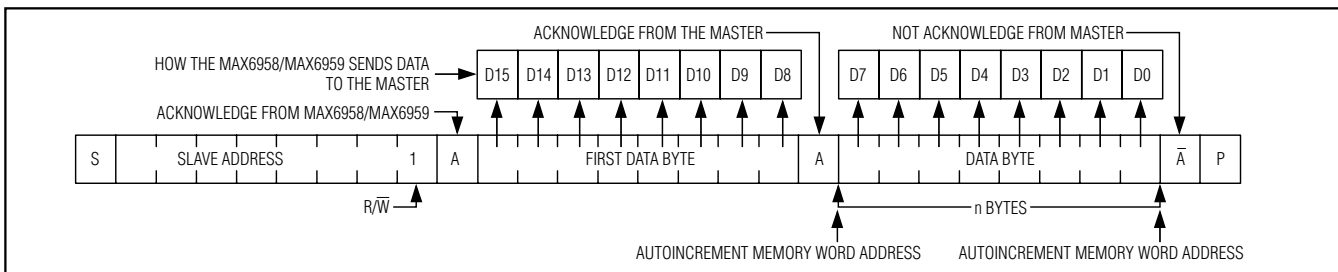 ACKNOWLEDGE FROM THE MASTER
NOT ACKNOWLEDGE FROM MASTER
HOW THE MAX6958/MAX6959 SENDS DATA
TO THE MASTER
D15 D14 D13 D12 D11 D10 D9 D8
D7 D6 D5 D4 D3 D2 D1 D0
ACKNOWLEDGE FROM MAX6958/MAX6959
S SLAVE ADDRESS 1 A FIRST DATA BYTE A DATA BYTE A̅ P
R/W̅
n BYTES
AUTOINCREMENT MEMORY WORD ADDRESS
AUTOINCREMENT MEMORY WORD ADDRESS